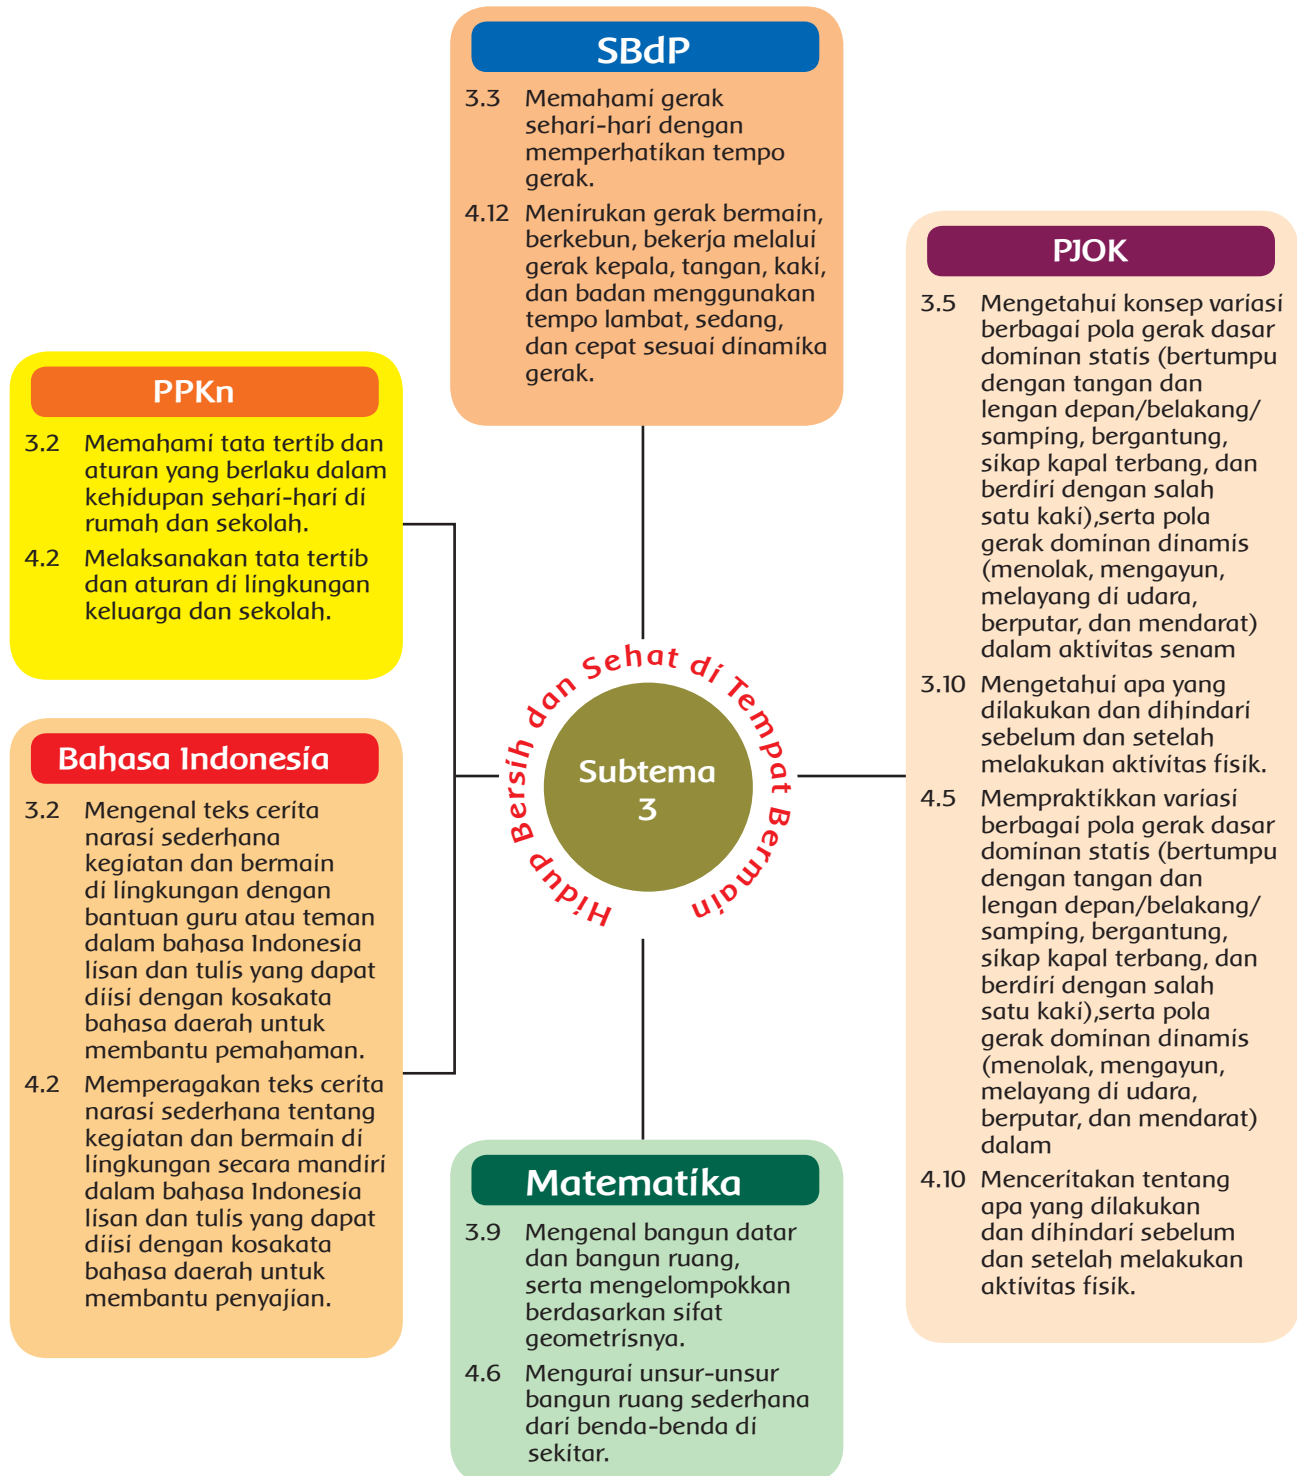 SBdP
3.3 Memahami gerak
sehari-hari dengan
memperhatikan tempo
gerak.
4.12 Menirukan gerak bermain,
berkebun, bekerja melalui
gerak kepala, tangan, kaki,
dan badan menggunakan
tempo lambat, sedang,
dan cepat sesuai dinamika
gerak.
PPKn
3.2 Memahami tata tertib dan
aturan yang berlaku dalam
kehidupan sehari-hari di
rumah dan sekolah.
4.2 Melaksanakan tata tertib
dan aturan di lingkungan
keluarga dan sekolah.
Bahasa Indonesia
3.2 Mengenal teks cerita
narasi sederhana
kegiatan dan bermain
di lingkungan dengan
bantuan guru atau teman
dalam bahasa Indonesia
lisan dan tulis yang dapat
diisi dengan kosakata
bahasa daerah untuk
membantu pemahaman.
4.2 Memperagakan teks cerita
narasi sederhana tentang
kegiatan dan bermain di
lingkungan secara mandiri
dalam bahasa Indonesia
lisan dan tulis yang dapat
diisi dengan kosakata
bahasa daerah untuk
membantu penyajian.
Hidup Bersih dan Sehat di Tempat Bermain
Subtema
3
Matematika
3.9 Mengenal bangun datar
dan bangun ruang,
serta mengelompokkan
berdasarkan sifat
geometrisnya.
4.6 Mengurai unsur-unsur
bangun ruang sederhana
dari benda-benda di
sekitar.
PJOK
3.5 Mengetahui konsep variasi
berbagai pola gerak dasar
dominan statis (bertumpu
dengan tangan dan
lengan depan/belakang/
samping, bergantung,
sikap kapal terbang, dan
berdiri dengan salah
satu kaki),serta pola
gerak dominan dinamis
(menolak, mengayun,
melayang di udara,
berputar, dan mendarat)
dalam aktivitas senam
3.10 Mengetahui apa yang
dilakukan dan dihindari
sebelum dan setelah
melakukan aktivitas fisik.
4.5 Mempraktikkan variasi
berbagai pola gerak dasar
dominan statis (bertumpu
dengan tangan dan
lengan depan/belakang/
samping, bergantung,
sikap kapal terbang, dan
berdiri dengan salah
satu kaki),serta pola
gerak dominan dinamis
(menolak, mengayun,
melayang di udara,
berputar, dan mendarat)
dalam
4.10 Menceritakan tentang
apa yang dilakukan
dan dihindari sebelum
dan setelah melakukan
aktivitas fisik.